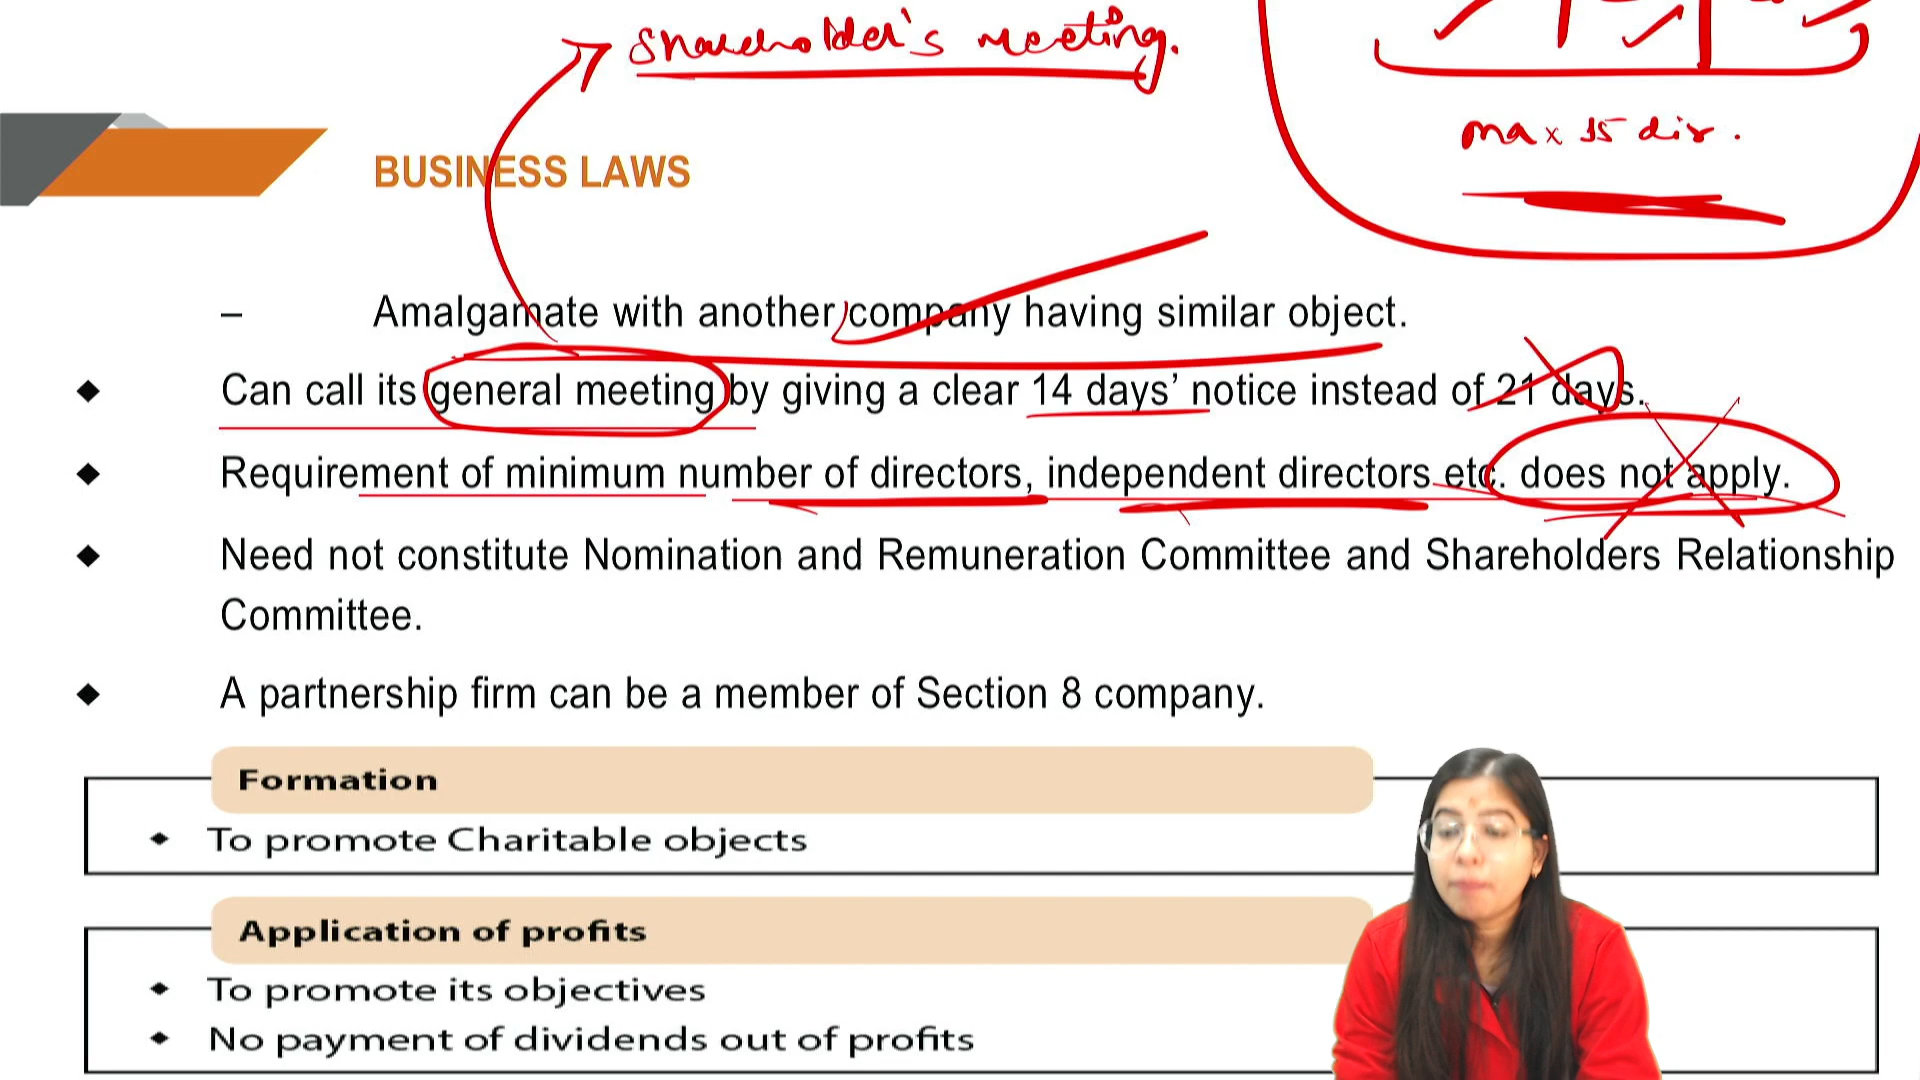 Shareholder's meeting.
max 15 dir.
BUSINESS LAWS
– Amalgamate with another company having similar object.
◆ Can call its general meeting by giving a clear 14 days’ notice instead of 21 days.
◆ Requirement of minimum number of directors, independent directors etc. does not apply.
◆ Need not constitute Nomination and Remuneration Committee and Shareholders Relationship
Committee.
◆ A partnership firm can be a member of Section 8 company.
Formation
◆ To promote Charitable objects
Application of profits
◆ To promote its objectives
◆ No payment of dividends out of profits